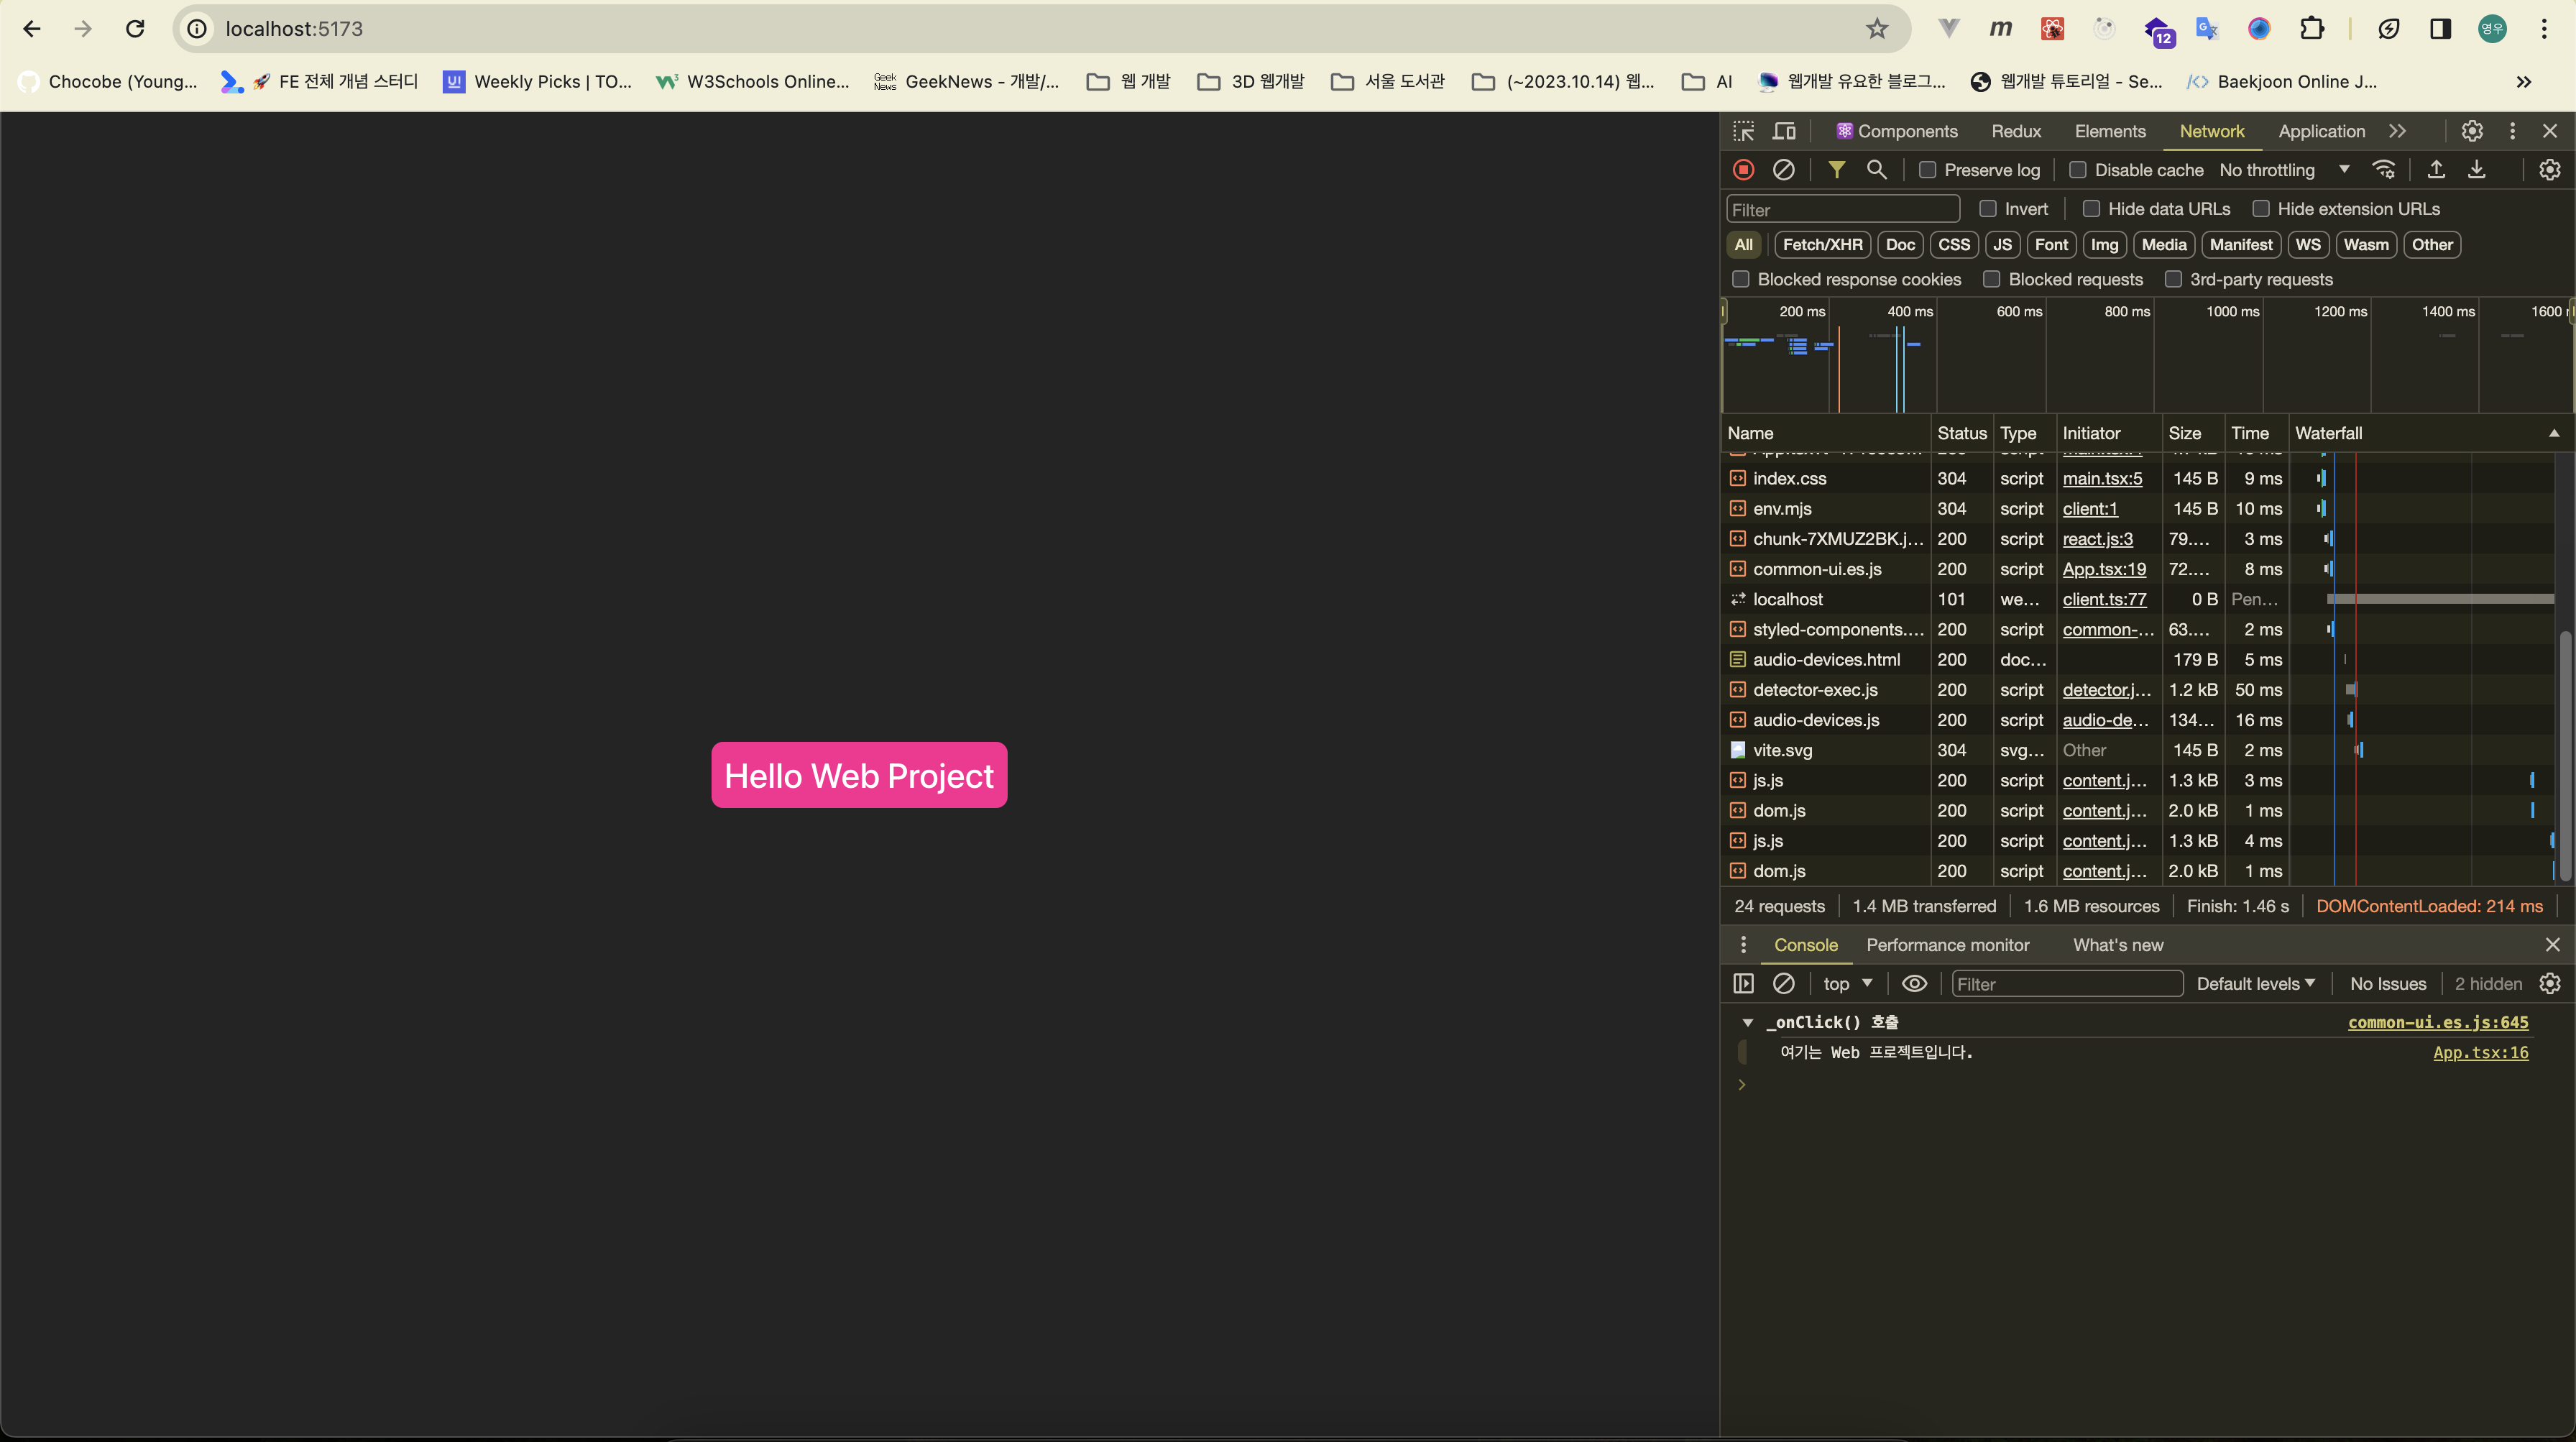 localhost:5173
12
영우
Chocobe (Young...
🚀 FE 전체 개념 스터디
UI
Weekly Picks | TO...
W3Schools Online...
Geek News
GeekNews - 개발/...
웹 개발
3D 웹개발
서울 도서관
(~2023.10.14) 웹...
AI
웹개발 유요한 블로그...
웹개발 튜토리얼 - Se...
Baekjoon Online J...
Components Redux Elements Network Application
Preserve log Disable cache No throttling
Filter Invert Hide data URLs Hide extension URLs
All Fetch/XHR Doc CSS JS Font Img Media Manifest WS Wasm Other
Blocked response cookies Blocked requests 3rd-party requests
200 ms 400 ms 600 ms 800 ms 1000 ms 1200 ms 1400 ms 1600
Name Status Type Initiator Size Time Waterfall
index.css 304 script main.tsx:5 145 B 9 ms
env.mjs 304 script client:1 145 B 10 ms
chunk-7XMUZ2BK.j... 200 script react.js:3 79.... 3 ms
common-ui.es.js 200 script App.tsx:19 72.... 8 ms
localhost 101 we... client.ts:77 0 B Pen...
styled-components.... 200 script common-... 63.... 2 ms
audio-devices.html 200 doc... 179 B 5 ms
detector-exec.js 200 script detector.j... 1.2 kB 50 ms
audio-devices.js 200 script audio-de... 134... 16 ms
vite.svg 304 svg... Other 145 B 2 ms
js.js 200 script content.j... 1.3 kB 3 ms
dom.js 200 script content.j... 2.0 kB 1 ms
js.js 200 script content.j... 1.3 kB 4 ms
dom.js 200 script content.j... 2.0 kB 1 ms
24 requests 1.4 MB transferred 1.6 MB resources Finish: 1.46 s DOMContentLoaded: 214 ms
Console Performance monitor What's new
top Filter Default levels No Issues 2 hidden
_onClick() 호출 common-ui.es.js:645
여기는 Web 프로젝트입니다. App.tsx:16
Hello Web Project